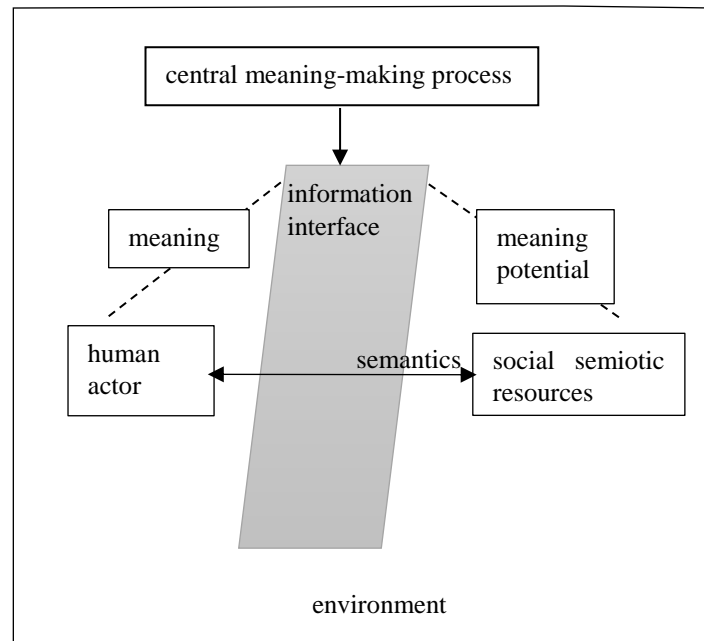 central meaning-making process
information
interface
meaning
meaning
potential
human
actor
semantics
social semiotic
resources
environment